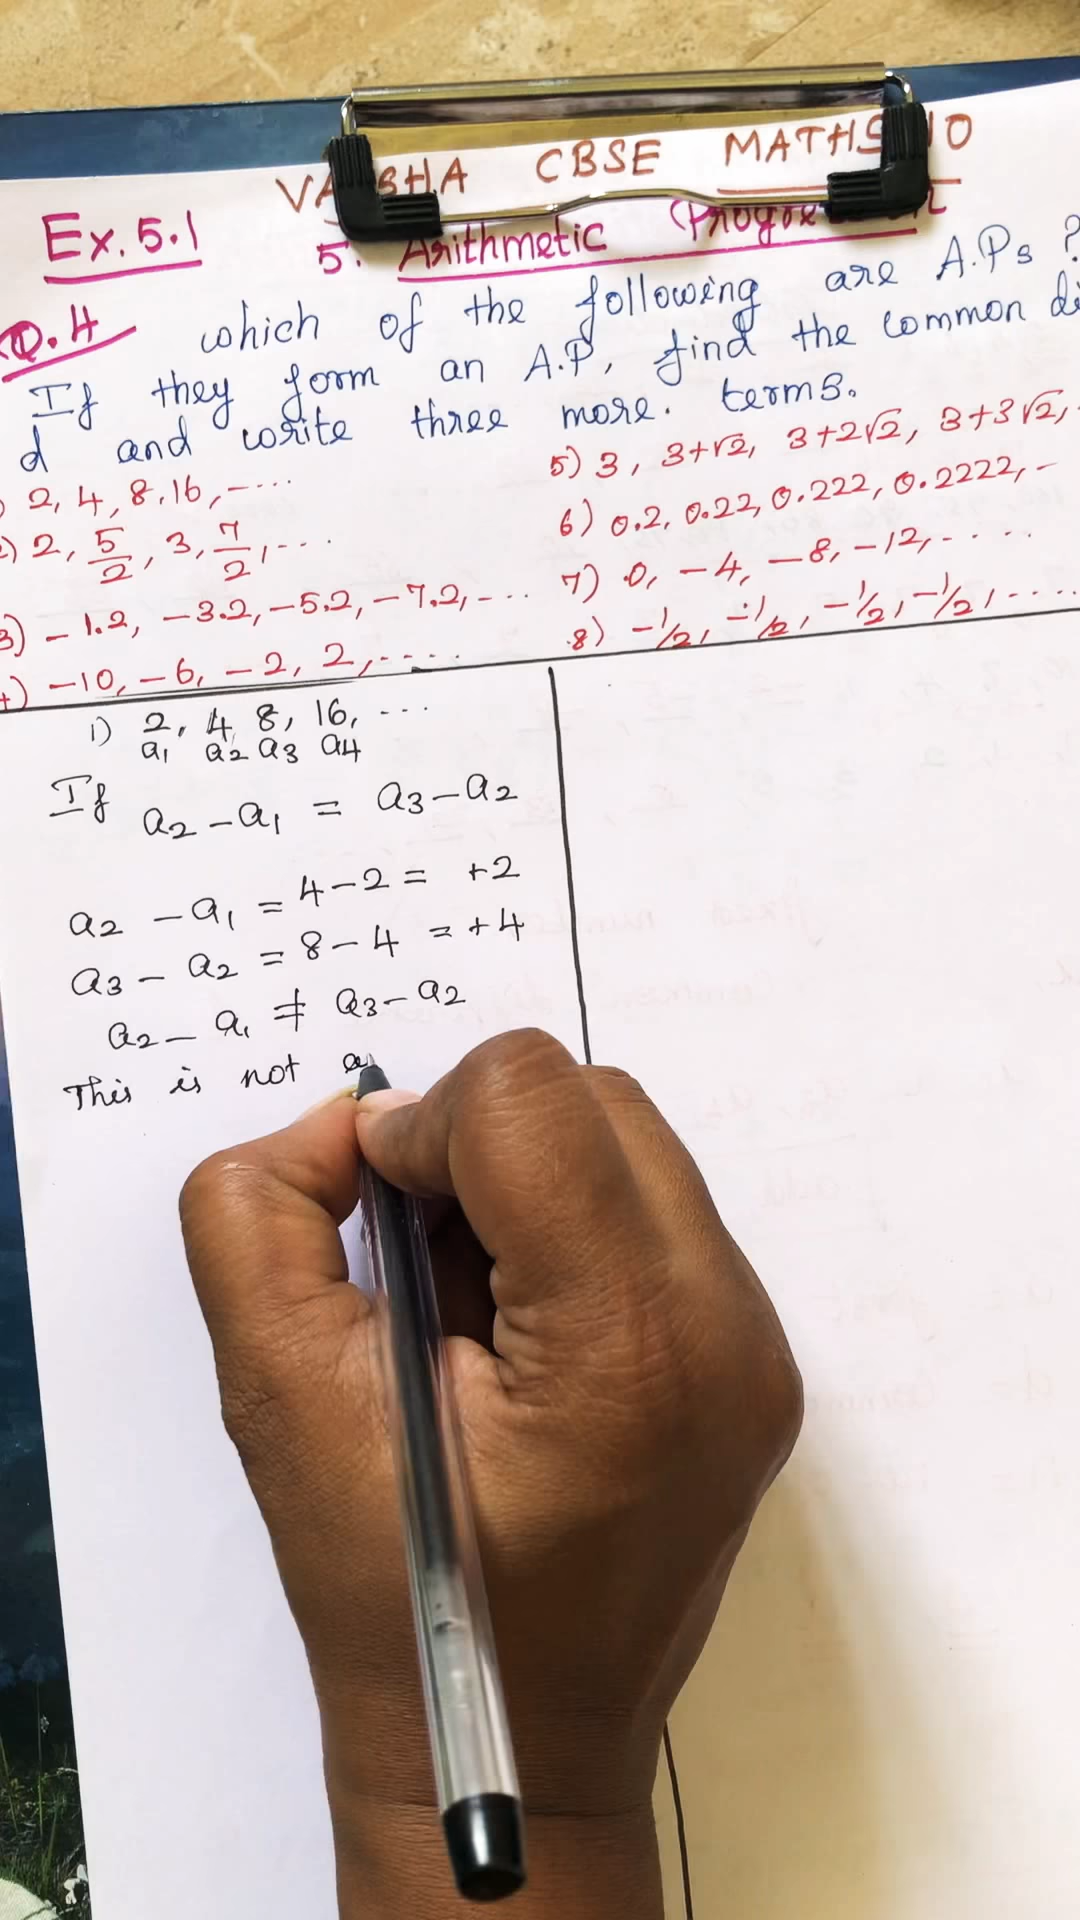 CBSE MATHS 10
Ex. 5.1
5. Arithmetic
Q.4 which of the following are A.Ps ?
If they form an A.P, find the common
d and write three more. terms.
2, 4, 8, 16, -....
2, 5/2, 3, 7/2, ...
3) -1.2, -3.2, -5.2, -7.2, -...
-10, -6, -2, 2, -....
5) 3, 3+√2, 3+2√2, 3+3√2,
6) 0.2, 0.22, 0.222, 0.2222, -
7) 0, -4, -8, -12, ....
8) -1/2, -1/2, -1/2, -1/2, ....
1) 2, 4, 8, 16, ...
a1 a2 a3 a4
If a2 - a1 = a3 - a2
a2 - a1 = 4 - 2 = +2
a3 - a2 = 8 - 4 = +4
a2 - a1 ≠ a3 - a2
This is not